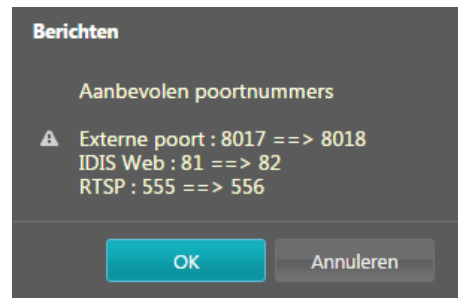 Berichten
Aanbevolen poortnummers
Externe poort : 8017 ==> 8018
IDIS Web : 81 ==> 82
RTSP : 555 ==> 556
OK
Annuleren